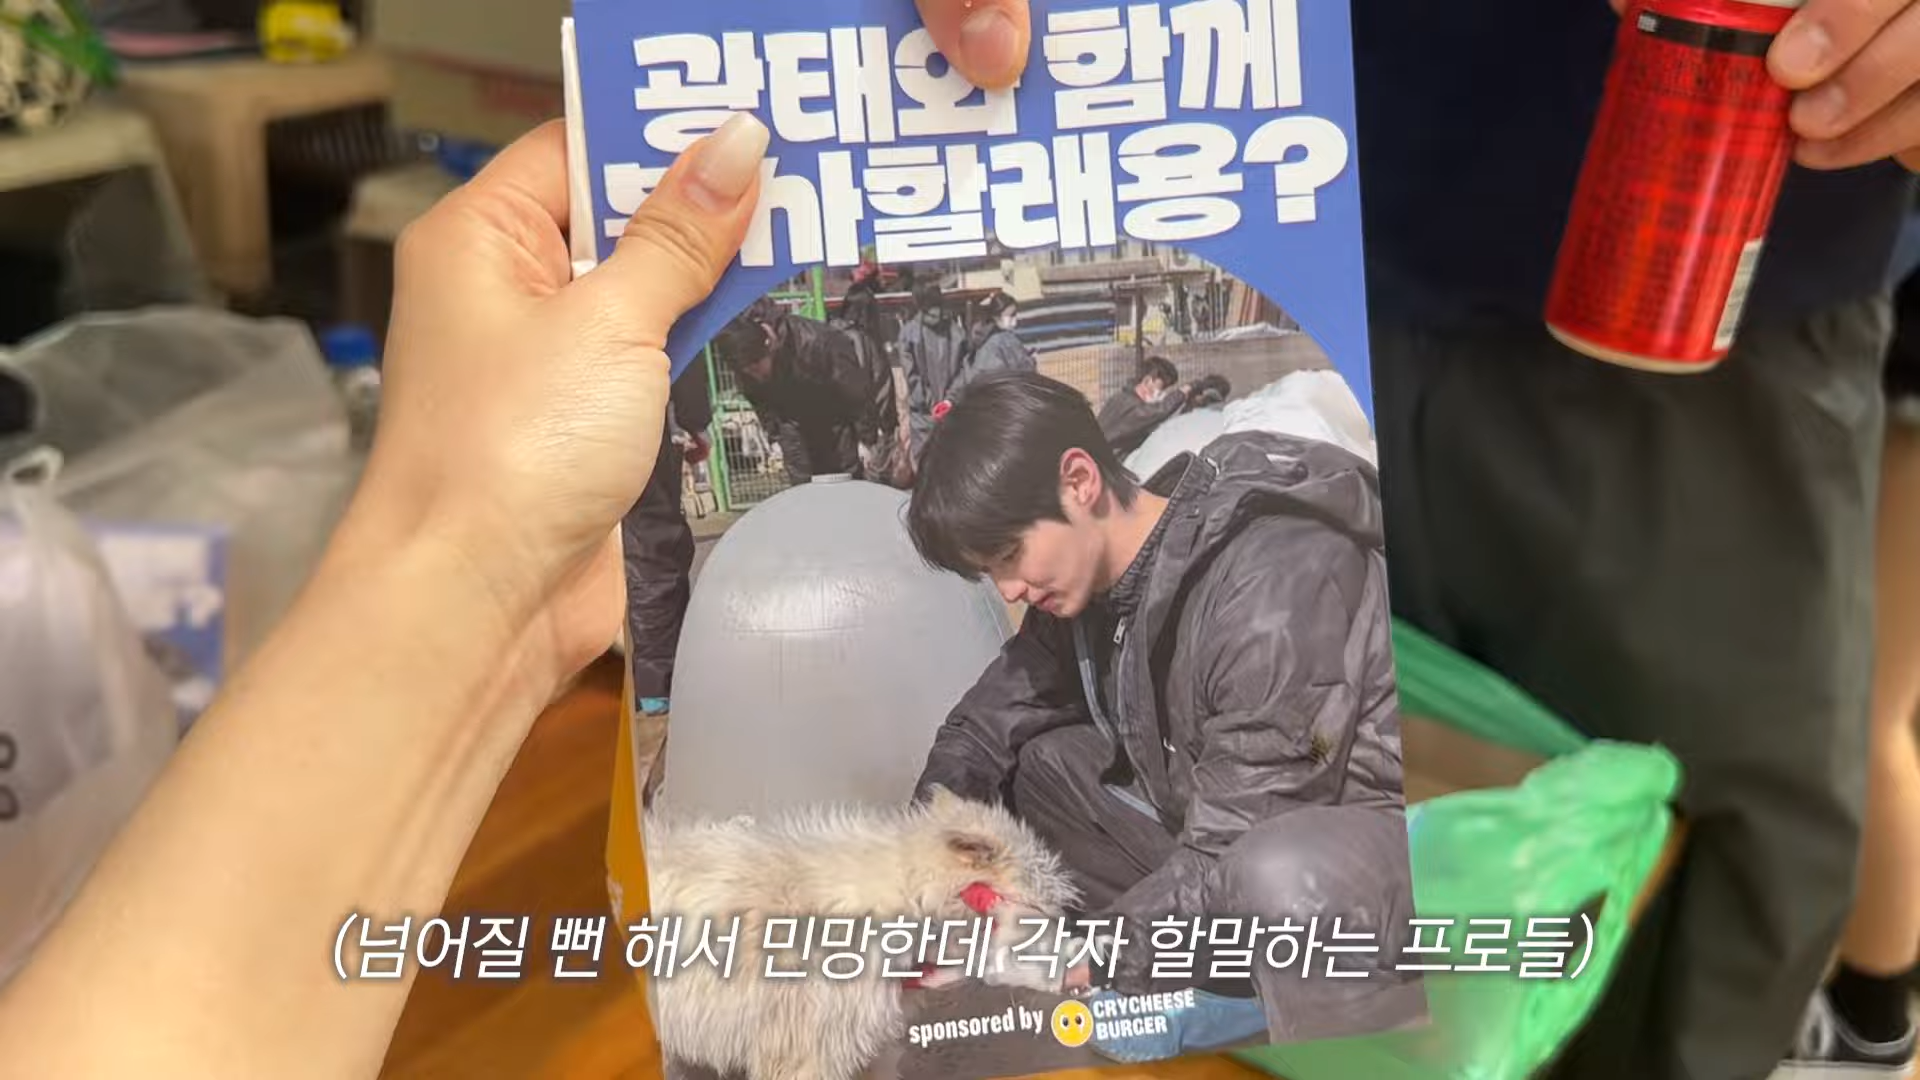 광태와 함께
봉사할래용?
(넘어질 뻔 해서 민망한데 각자 할말하는 프로들)
sponsored by CRYCHEESE
BURGER